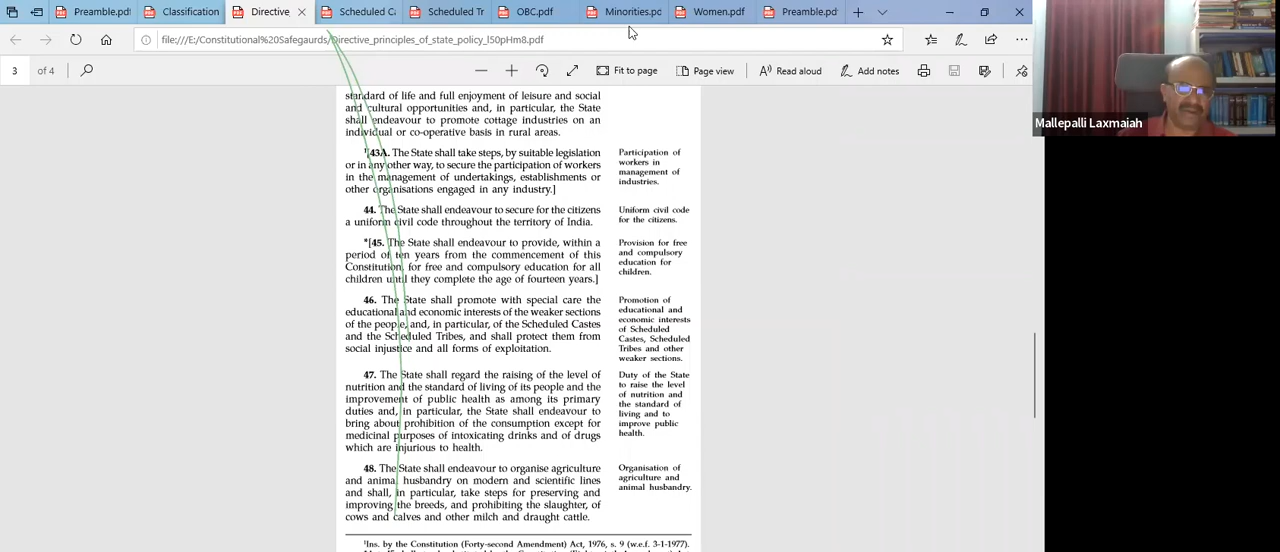 Preamble.pdf
Classification
Directive_
Scheduled Ca
Scheduled Tr
OBC.pdf
Minorities.pc
Women.pdf
Preamble.pdf
file:///E:/Constitutional%20Safegaurds/Directive_principles_of_state_policy_l50pHm8.pdf
3 of 4
Fit to page
Page view
Read aloud
Add notes
Mallepalli Laxmaiah
standard of life and full enjoyment of leisure and social
and cultural opportunities and, in particular, the State
shall endeavour to promote cottage industries on an
individual or co-operative basis in rural areas.
¹[43A. The State shall take steps, by suitable legislation
or in any other way, to secure the participation of workers
in the management of undertakings, establishments or
other organisations engaged in any industry.]
Participation of
workers in
management of
industries.
44. The State shall endeavour to secure for the citizens
a uniform civil code throughout the territory of India.
Uniform civil code
for the citizens.
*[45. The State shall endeavour to provide, within a
period of ten years from the commencement of this
Constitution, for free and compulsory education for all
children until they complete the age of fourteen years.]
Provision for free
and compulsory
education for
children.
46. The State shall promote with special care the
educational and economic interests of the weaker sections
of the people, and, in particular, of the Scheduled Castes
and the Scheduled Tribes, and shall protect them from
social injustice and all forms of exploitation.
Promotion of
educational and
economic interests
of Scheduled
Castes, Scheduled
Tribes and other
weaker sections.
47. The State shall regard the raising of the level of
nutrition and the standard of living of its people and the
improvement of public health as among its primary
duties and, in particular, the State shall endeavour to
bring about prohibition of the consumption except for
medicinal purposes of intoxicating drinks and of drugs
which are injurious to health.
Duty of the State
to raise the level
of nutrition and
the standard of
living and to
improve public
health.
48. The State shall endeavour to organise agriculture
and animal husbandry on modern and scientific lines
and shall, in particular, take steps for preserving and
improving the breeds, and prohibiting the slaughter, of
cows and calves and other milch and draught cattle.
Organisation of
agriculture and
animal husbandry.
¹Ins. by the Constitution (Forty-second Amendment) Act, 1976, s. 9 (w.e.f. 3-1-1977).